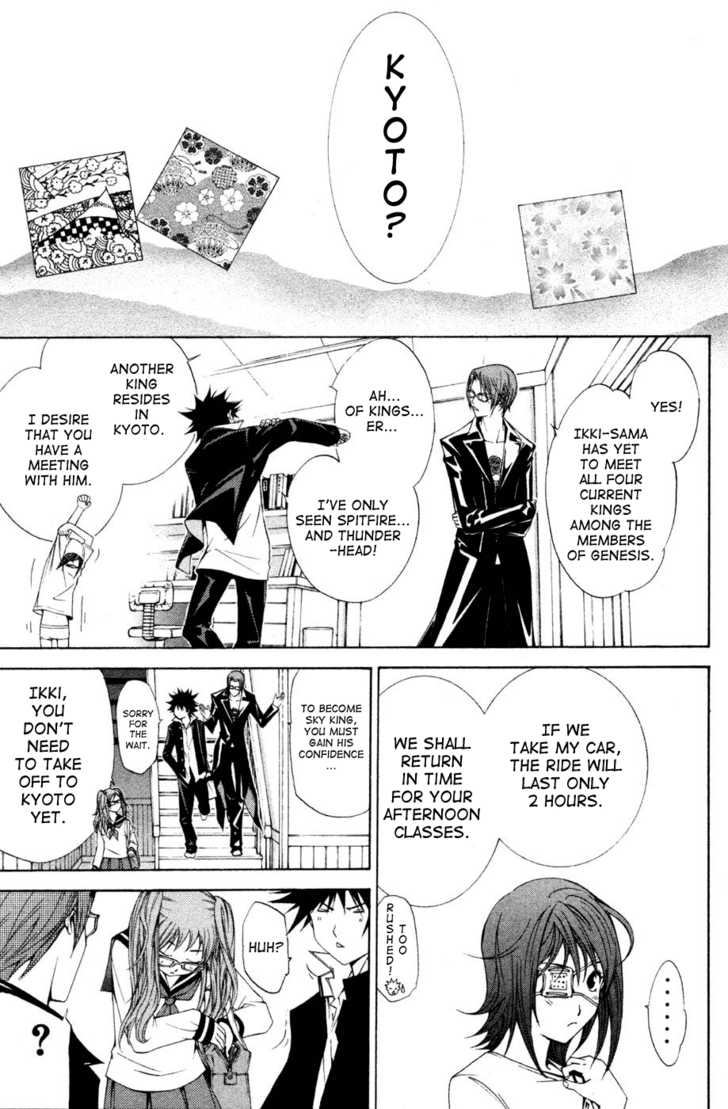 K
Y
O
T
O
?
YES!
IKKI-SAMA
HAS YET
TO MEET
ALL FOUR
CURRENT
KINGS
AMONG THE
MEMBERS
OF GENESIS.
AH...
OF KINGS...
ER...
I'VE ONLY
SEEN SPITFIRE...
AND THUNDER
-HEAD!
ANOTHER
KING
RESIDES
IN
KYOTO.
I DESIRE
THAT YOU
HAVE A
MEETING
WITH HIM.
IF WE
TAKE MY CAR,
THE RIDE WILL
LAST ONLY
2 HOURS.
WE SHALL
RETURN
IN TIME
FOR YOUR
AFTERNOON
CLASSES.
TOO
RUSHED!
......
TO BECOME
SKY KING,
YOU MUST
GAIN HIS
CONFIDENCE
...
SORRY
FOR
THE
WAIT.
IKKI,
YOU
DON'T
NEED
TO TAKE
OFF TO
KYOTO
YET.
HUH?
?